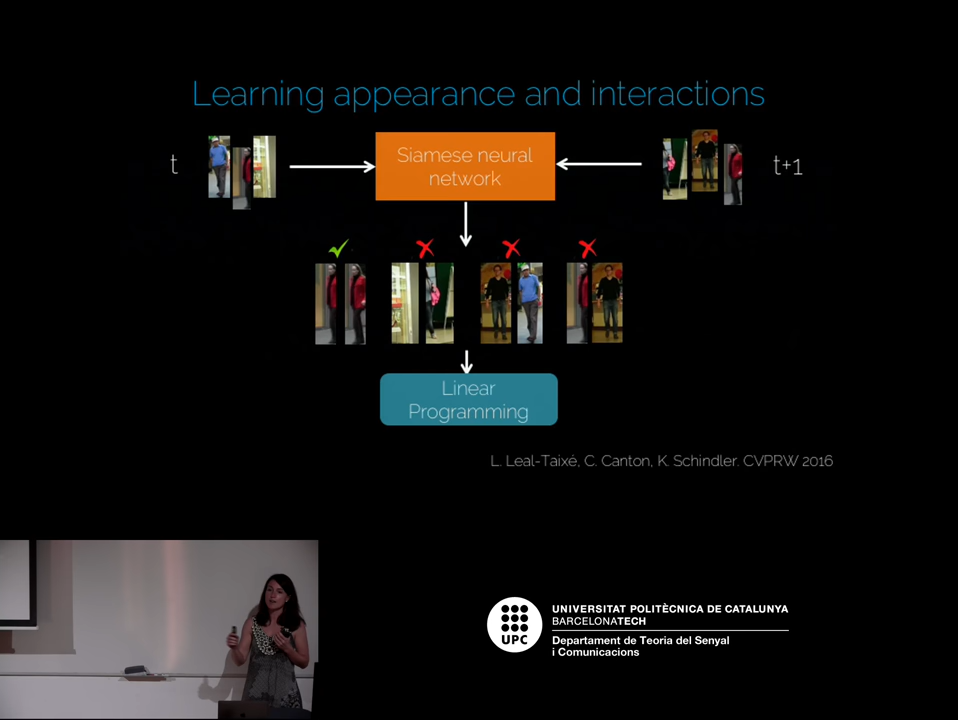 Learning appearance and interactions
t
Siamese neural
network
t+1
Linear
Programming
L. Leal-Taixé, C. Canton, K. Schindler. CVPRW 2016
UPC
UNIVERSITAT POLITÈCNICA DE CATALUNYA
BARCELONATECH
Departament de Teoria del Senyal
i Comunicacions